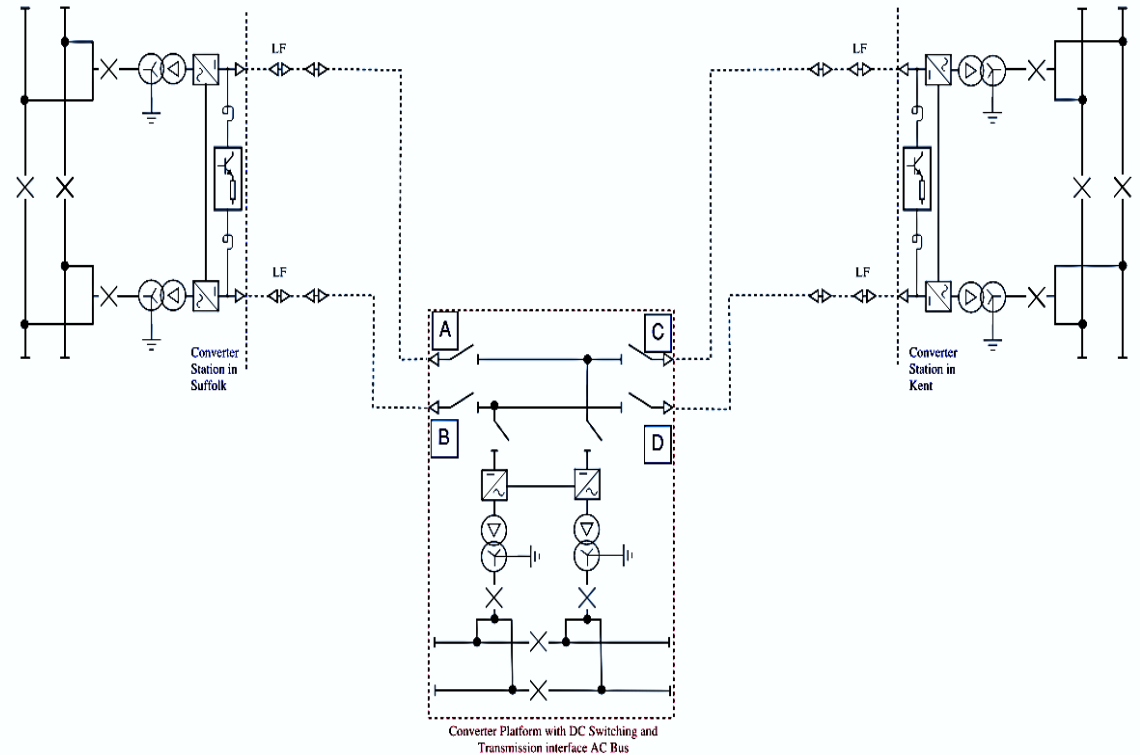 LF
LF
LF
LF
Converter
Station in
Suffolk
Converter
Station in
Kent
A
C
B
D
Converter Platform with DC Switching and
Transmission interface AC Bus